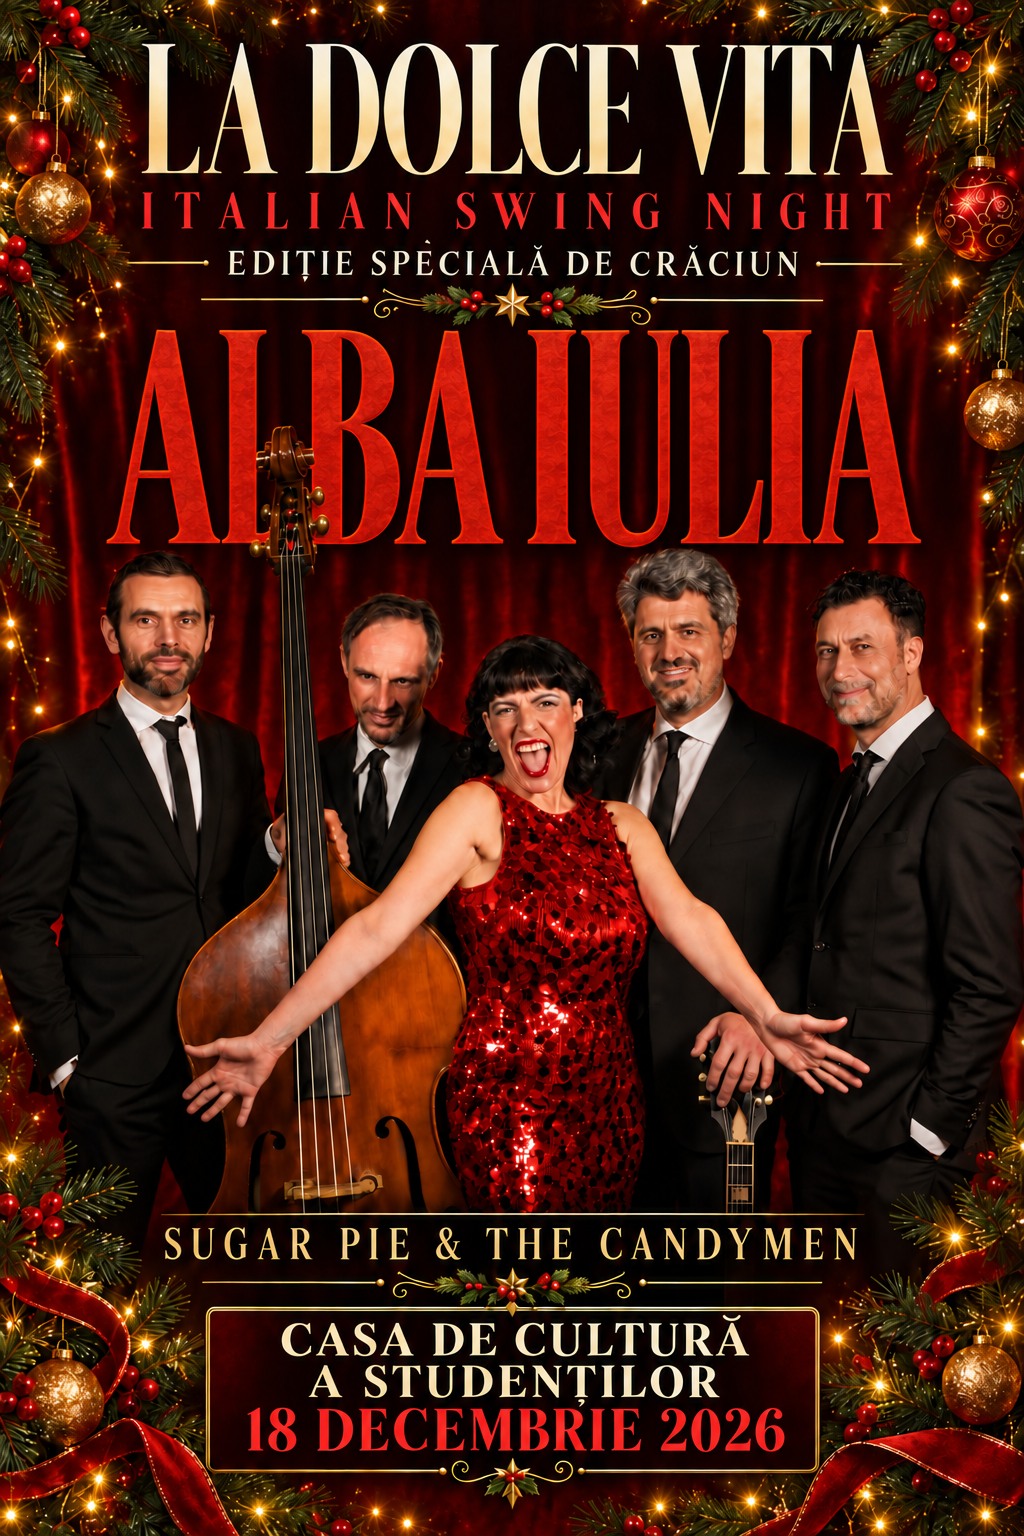 LA DOLCE VITA
ITALIAN SWING NIGHT
EDIȚIE SPÈCIALĂ DE CRĂCIUN
ALBA IULIA
SUGAR PIE & THE CANDYMEN
CASA DE CULTURĂ
A STUDENȚILOR
18 DECEMBRIE 2026